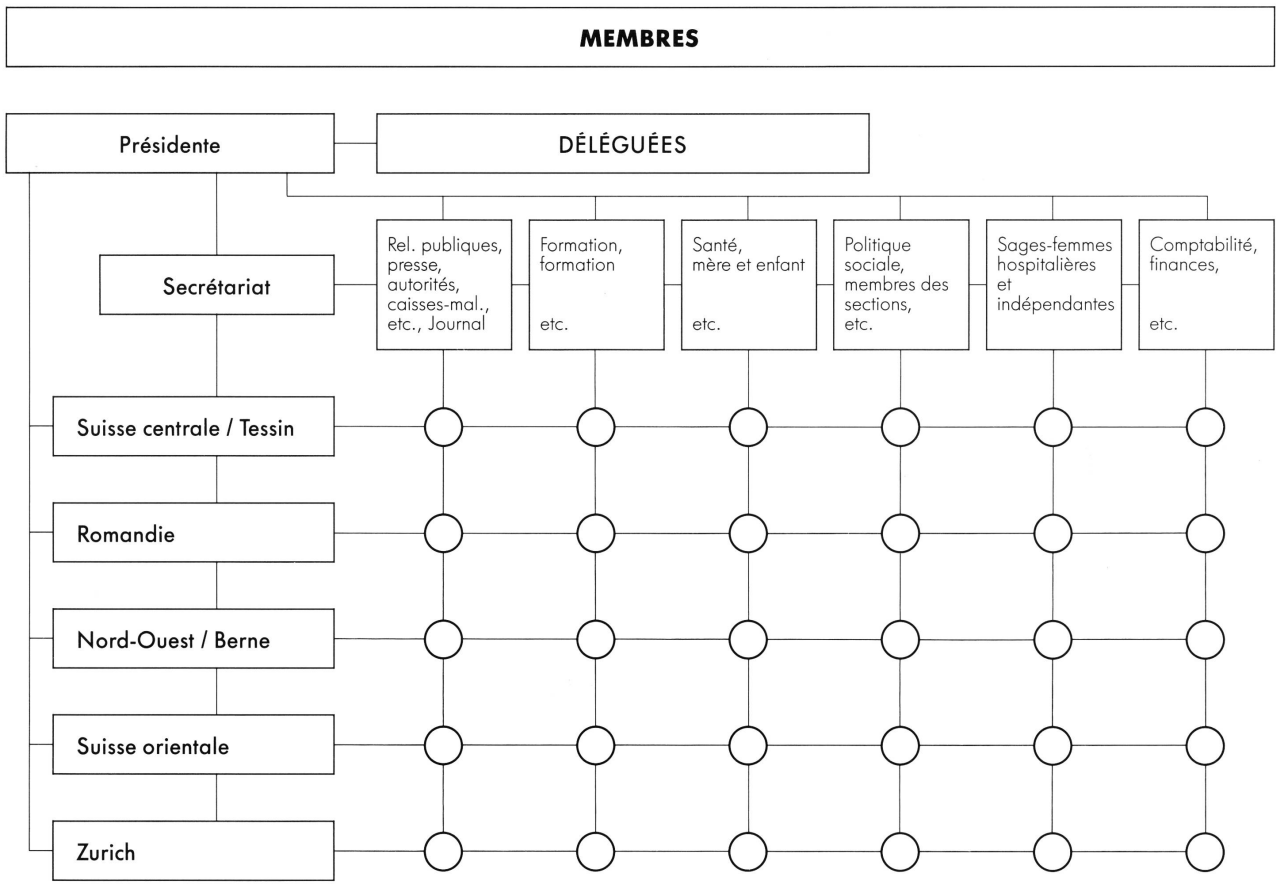 MEMBRES
Présidente
DÉLÉGUÉES
Rel. publiques,
presse,
autorités,
caisses-mal.,
etc., Journal
Formation,
formation
etc.
Santé,
mère et enfant
etc.
Politique
sociale,
membres des
sections,
etc.
Sages-femmes
hospitalières
et
indépendantes
Comptabilité,
finances,
etc.
Secrétariat
Suisse centrale / Tessin
Romandie
Nord-Ouest / Berne
Suisse orientale
Zurich